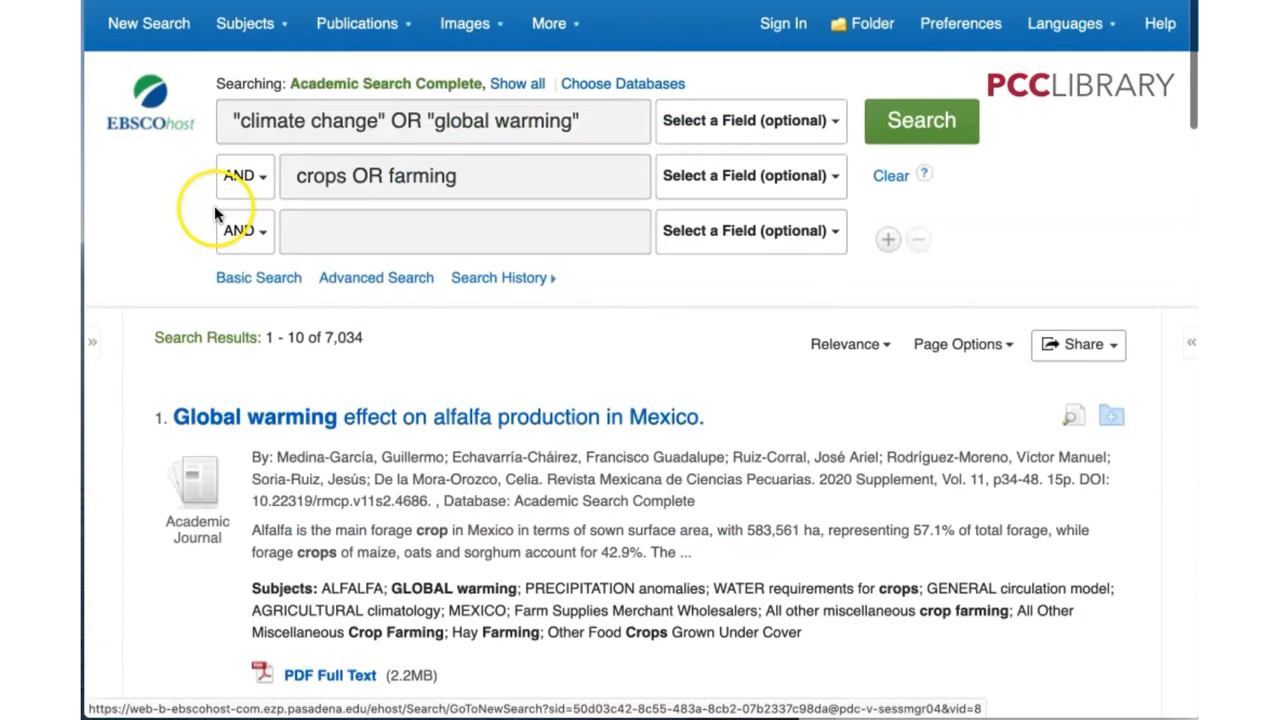 New Search Subjects Publications Images More Sign In Folder Preferences Languages Help
Searching: Academic Search Complete, Show all | Choose Databases
PCCLIBRARY
EBSCOhost
"climate change" OR "global warming" Select a Field (optional) Search
AND crops OR farming Select a Field (optional) Clear ?
AND Select a Field (optional)
Basic Search Advanced Search Search History
Search Results: 1 - 10 of 7,034
Relevance Page Options Share
1. Global warming effect on alfalfa production in Mexico.
Academic
Journal
By: Medina-García, Guillermo; Echavarría-Cháirez, Francisco Guadalupe; Ruiz-Corral, José Ariel; Rodríguez-Moreno, Víctor Manuel;
Soria-Ruiz, Jesús; De la Mora-Orozco, Celia. Revista Mexicana de Ciencias Pecuarias. 2020 Supplement, Vol. 11, p34-48. 15p. DOI:
10.22319/rmcp.v11s2.4686. , Database: Academic Search Complete
Alfalfa is the main forage crop in Mexico in terms of sown surface area, with 583,561 ha, representing 57.1% of total forage, while
forage crops of maize, oats and sorghum account for 42.9%. The ...
Subjects: ALFALFA; GLOBAL warming; PRECIPITATION anomalies; WATER requirements for crops; GENERAL circulation model;
AGRICULTURAL climatology; MEXICO; Farm Supplies Merchant Wholesalers; All other miscellaneous crop farming; All Other
Miscellaneous Crop Farming; Hay Farming; Other Food Crops Grown Under Cover
PDF Full Text (2.2MB)
https://web-b-ebscohost-com.ezp.pasadena.edu/ehost/Search/GoToNewSearch?sid=50d03c42-8c55-483a-8cb2-07b2337c98da@pdc-v-sessmgr04&vid=8